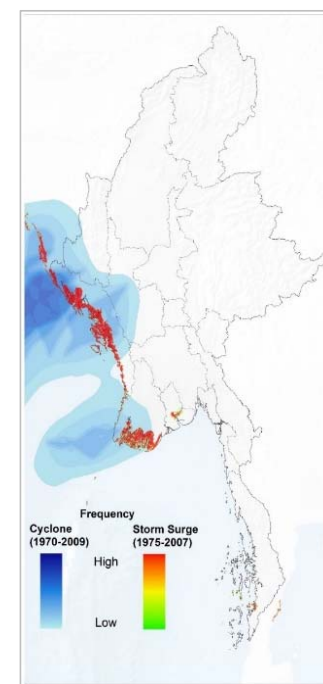 Frequency
Cyclone
(1970-2009)
Storm Surge
(1975-2007)
High
Low